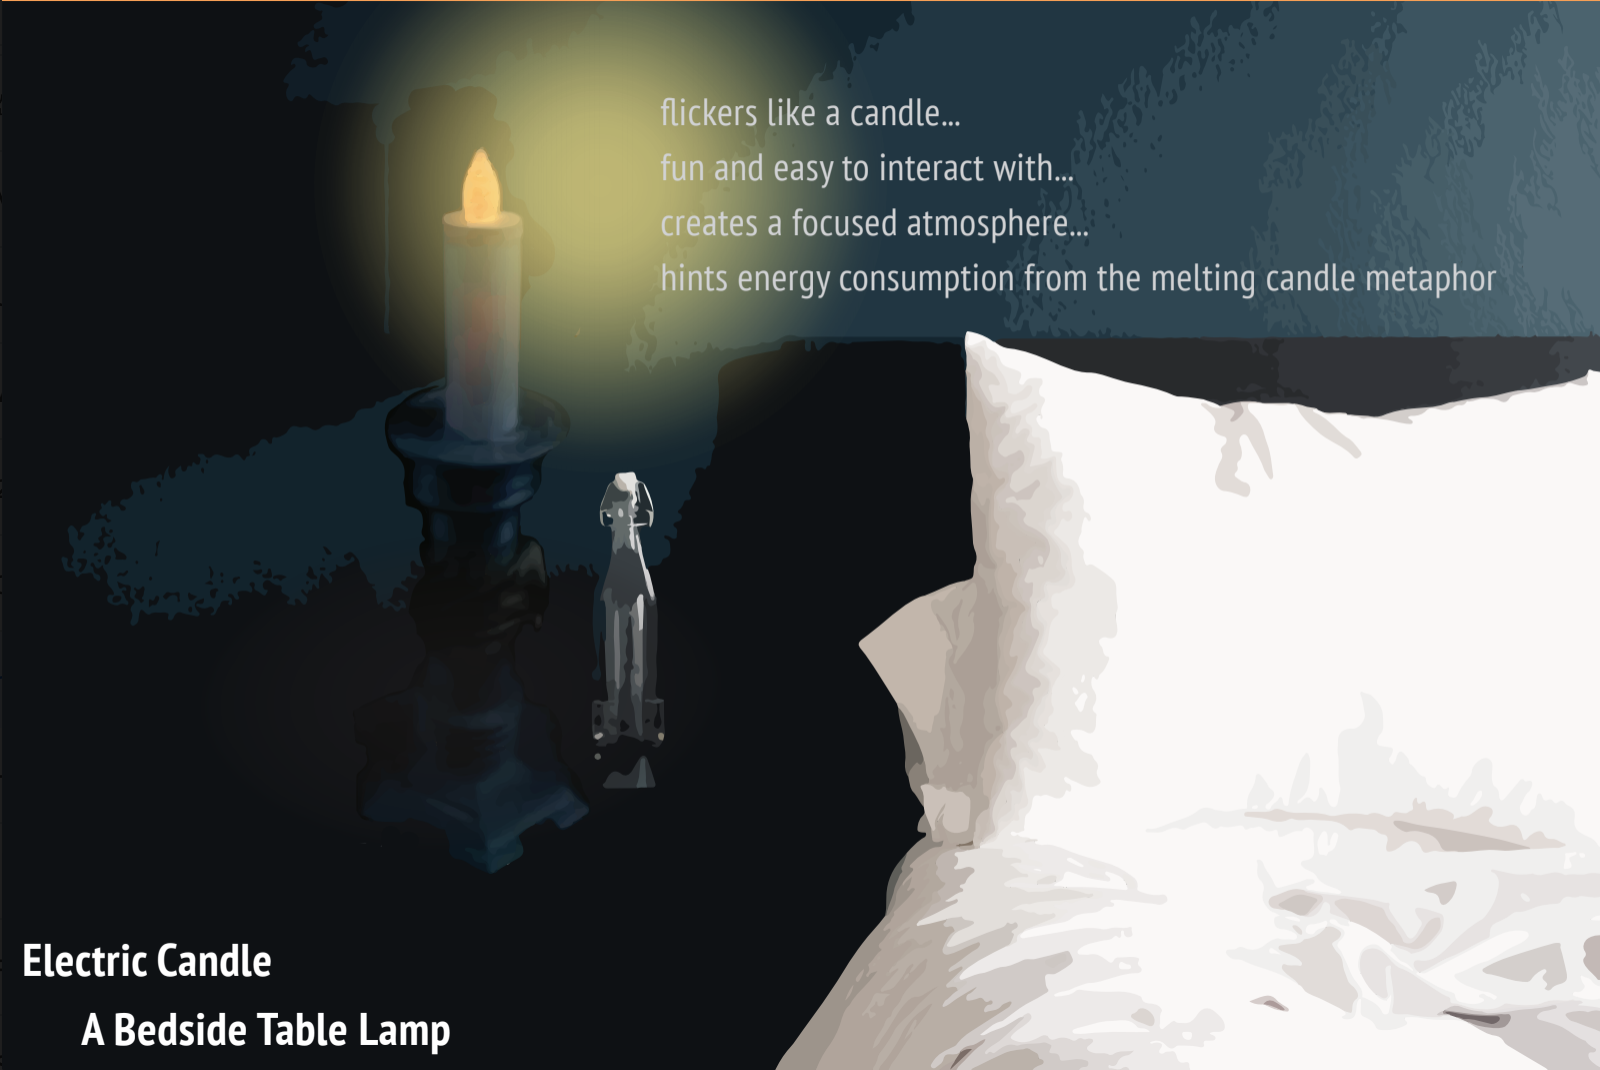 flickers like a candle...
fun and easy to interact with...
creates a focused atmosphere...
hints energy consumption from the melting candle metaphor
Electric Candle
A Bedside Table Lamp